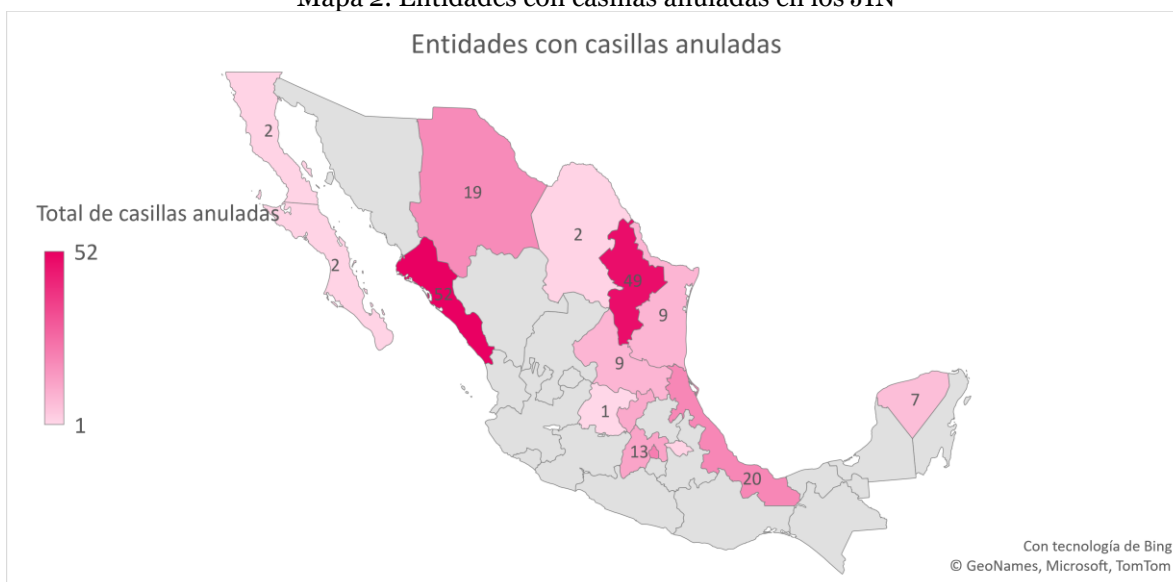 Mapa 2. Entidades con casillas anuladas en los JIN
Entidades con casillas anuladas
2
19
Total de casillas anuladas
2
52
2
49
52
9
9
7
1
1
13
20
Con tecnología de Bing
© GeoNames, Microsoft, TomTom